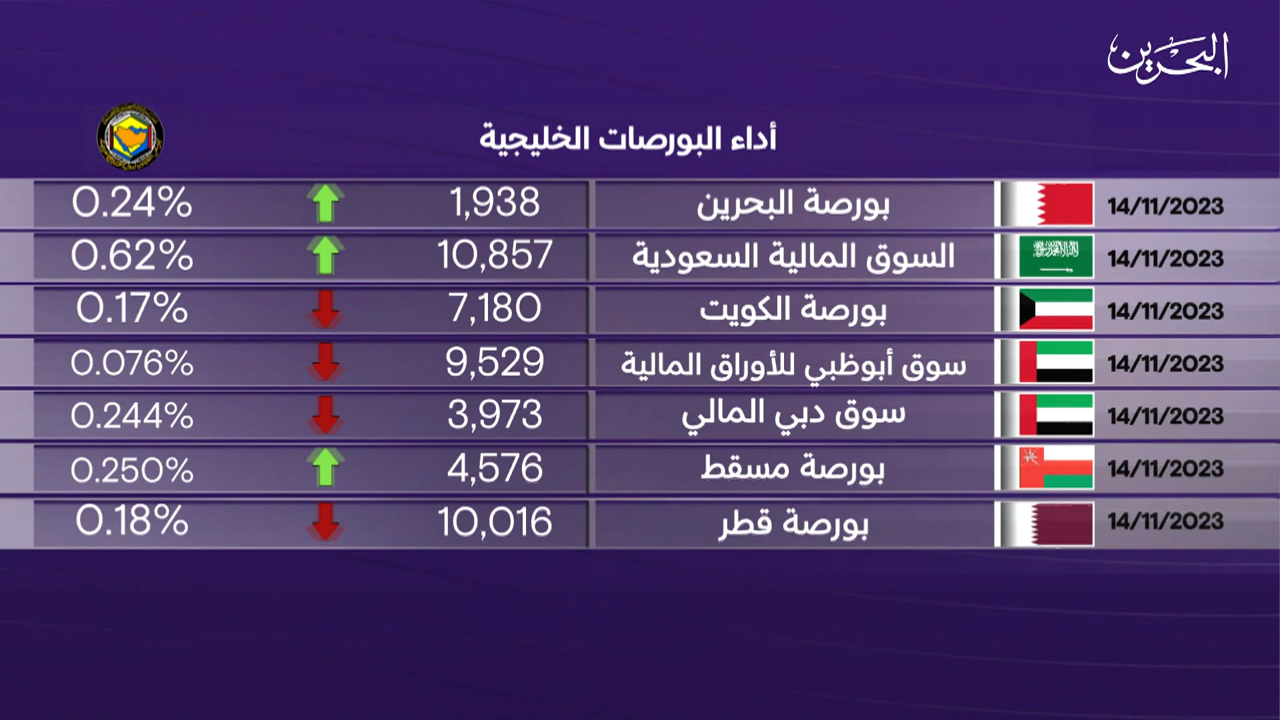 البحرين
أداء البورصات الخليجية
14/11/2023 بورصة البحرين 1,938 0.24%
14/11/2023 السوق المالية السعودية 10,857 0.62%
14/11/2023 بورصة الكويت 7,180 0.17%
14/11/2023 سوق أبوظبي للأوراق المالية 9,529 0.076%
14/11/2023 سوق دبي المالي 3,973 0.244%
14/11/2023 بورصة مسقط 4,576 0.250%
14/11/2023 بورصة قطر 10,016 0.18%